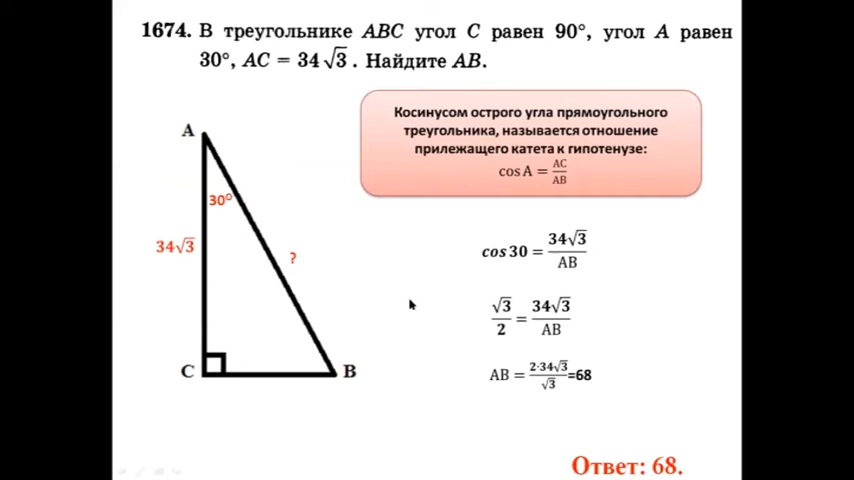 1674. В треугольнике ABC угол C равен 90°, угол A равен
30°, AC = 34√3 . Найдите AB.
Косинусом острого угла прямоугольного
треугольника, называется отношение
прилежащего катета к гипотенузе:
cos A = AC/AB
A
30°
34√3
?
C
B
cos 30 = 34√3/AB
√3/2 = 34√3/AB
AB = 2·34√3/√3=68
Ответ: 68.